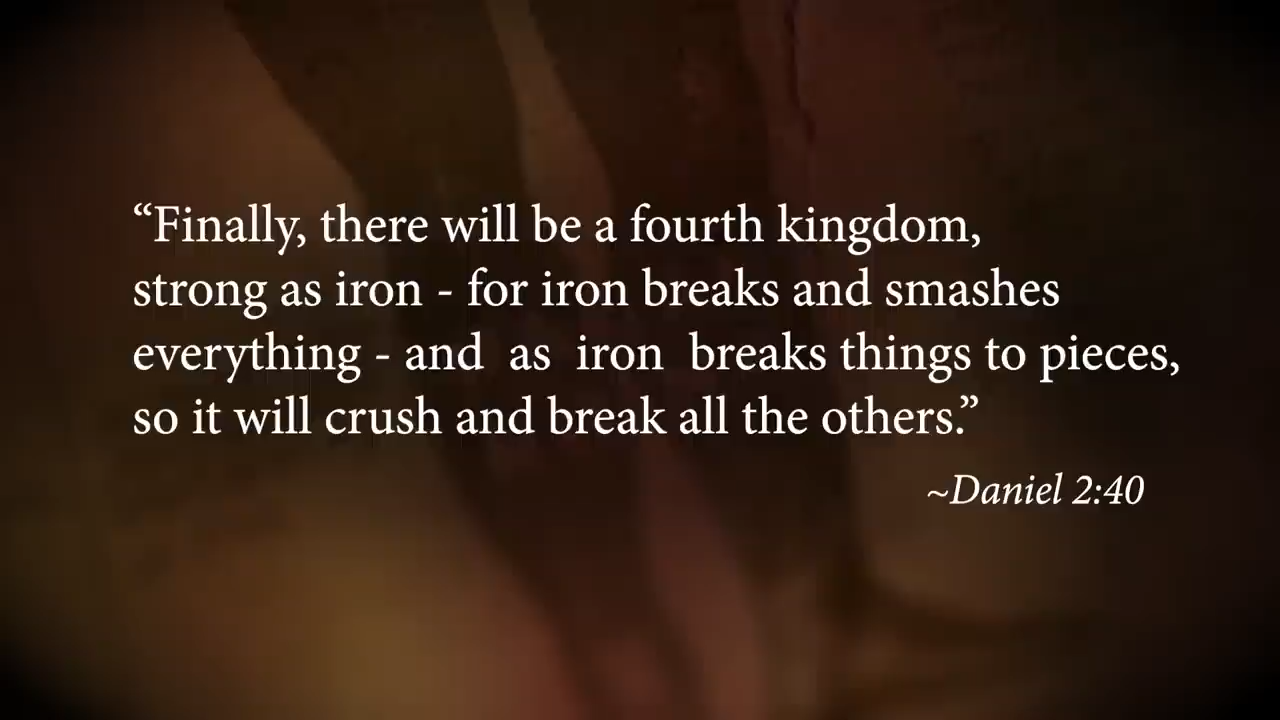 “Finally, there will be a fourth kingdom,
strong as iron - for iron breaks and smashes
everything - and as iron breaks things to pieces,
so it will crush and break all the others.”
~Daniel 2:40